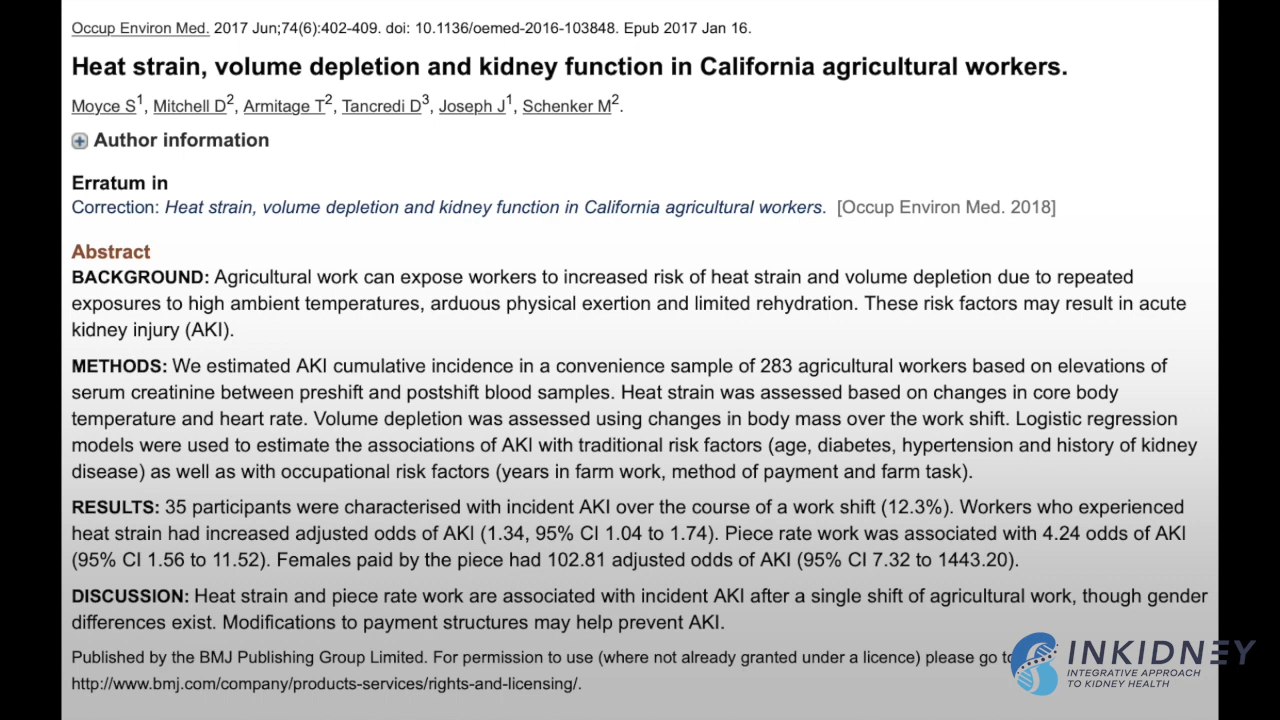 Occup Environ Med. 2017 Jun;74(6):402-409. doi: 10.1136/oemed-2016-103848. Epub 2017 Jan 16.
Heat strain, volume depletion and kidney function in California agricultural workers.
Moyce S1, Mitchell D2, Armitage T2, Tancredi D3, Joseph J1, Schenker M2.
Author information
Erratum in
Correction: Heat strain, volume depletion and kidney function in California agricultural workers. [Occup Environ Med. 2018]
Abstract
BACKGROUND: Agricultural work can expose workers to increased risk of heat strain and volume depletion due to repeated
exposures to high ambient temperatures, arduous physical exertion and limited rehydration. These risk factors may result in acute
kidney injury (AKI).
METHODS: We estimated AKI cumulative incidence in a convenience sample of 283 agricultural workers based on elevations of
serum creatinine between preshift and postshift blood samples. Heat strain was assessed based on changes in core body
temperature and heart rate. Volume depletion was assessed using changes in body mass over the work shift. Logistic regression
models were used to estimate the associations of AKI with traditional risk factors (age, diabetes, hypertension and history of kidney
disease) as well as with occupational risk factors (years in farm work, method of payment and farm task).
RESULTS: 35 participants were characterised with incident AKI over the course of a work shift (12.3%). Workers who experienced
heat strain had increased adjusted odds of AKI (1.34, 95% CI 1.04 to 1.74). Piece rate work was associated with 4.24 odds of AKI
(95% CI 1.56 to 11.52). Females paid by the piece had 102.81 adjusted odds of AKI (95% CI 7.32 to 1443.20).
DISCUSSION: Heat strain and piece rate work are associated with incident AKI after a single shift of agricultural work, though gender
differences exist. Modifications to payment structures may help prevent AKI.
Published by the BMJ Publishing Group Limited. For permission to use (where not already granted under a licence) please go to
http://www.bmj.com/company/products-services/rights-and-licensing/.
INKIDNEY
INTEGRATIVE APPROACH
TO KIDNEY HEALTH